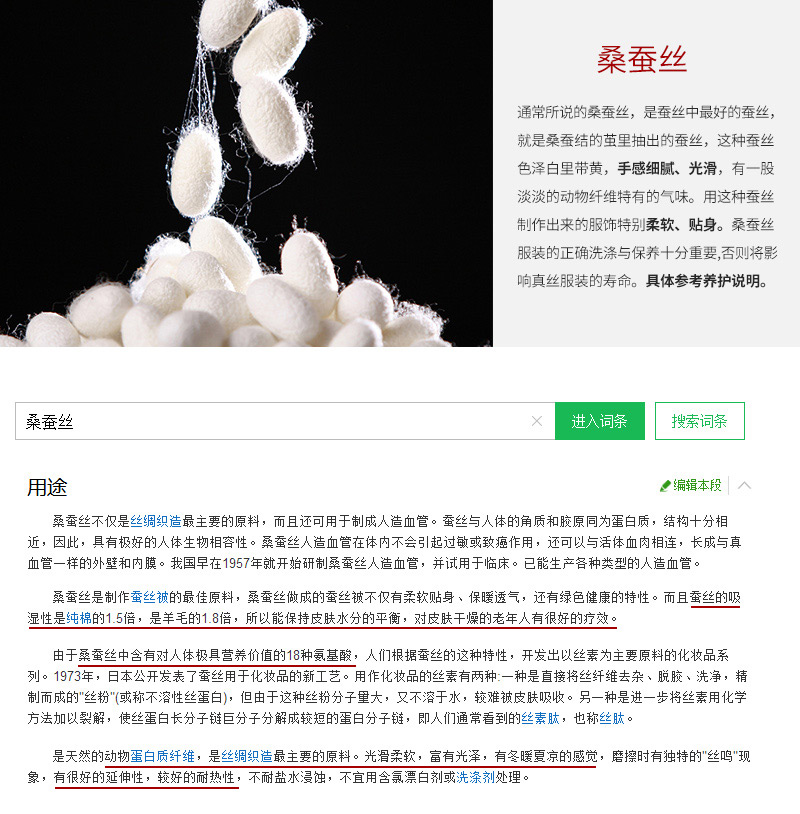 桑蚕丝
通常所说的桑蚕丝，是蚕丝中最好的蚕丝，
就是桑蚕结的茧里抽出的蚕丝，这种蚕丝
色泽白里带黄，手感细腻、光滑，有一股
淡淡的动物纤维特有的气味。用这种蚕丝
制作出来的服饰特别柔软、贴身。桑蚕丝
服装的正确洗涤与保养十分重要,否则将影
响真丝服装的寿命。具体参考养护说明。
桑蚕丝 × 进入词条 搜索词条
用途 编辑本段
桑蚕丝不仅是丝绸织造最主要的原料，而且还可用于制成人造血管。蚕丝与人体的角质和胶原同为蛋白质，结构十分相
近，因此，具有极好的人体生物相容性。桑蚕丝人造血管在体内不会引起过敏或致癌作用，还可以与活体血肉相连，长成与真
血管一样的外壁和内膜。我国早在1957年就开始研制桑蚕丝人造血管，并试用于临床。已能生产各种类型的人造血管。
桑蚕丝是制作蚕丝被的最佳原料，桑蚕丝做成的蚕丝被不仅有柔软贴身、保暖透气，还有绿色健康的特性。而且蚕丝的吸
湿性是纯棉的1.5倍，是羊毛的1.8倍，所以能保持皮肤水分的平衡，对皮肤干燥的老年人有很好的疗效。
由于桑蚕丝中含有对人体极具营养价值的18种氨基酸，人们根据蚕丝的这种特性，开发出以丝素为主要原料的化妆品系
列。1973年，日本公开发表了蚕丝用于化妆品的新工艺。用作化妆品的丝素有两种:一种是直接将丝纤维去杂、脱胶、洗净，精
制而成的"丝粉"(或称不溶性丝蛋白)，但由于这种丝粉分子量大，又不溶于水，较难被皮肤吸收。另一种是进一步将丝素用化学
方法加以裂解，使丝蛋白长分子链巨分子分解成较短的蛋白分子链，即人们通常看到的丝素肽，也称丝肽。
是天然的动物蛋白质纤维，是丝绸织造最主要的原料。光滑柔软，富有光泽，有冬暖夏凉的感觉，磨擦时有独特的"丝鸣"现
象，有很好的延伸性，较好的耐热性，不耐盐水浸蚀，不宜用含氯漂白剂或洗涤剂处理。